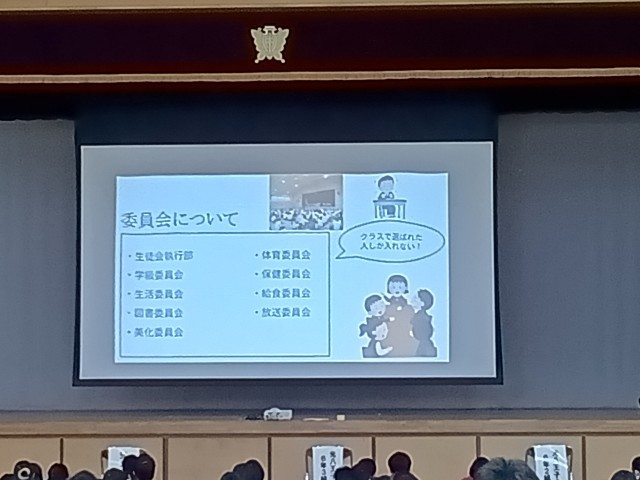 委員会について
・生徒会執行部
・学級委員会
・生活委員会
・図書委員会
・美化委員会
・体育委員会
・保健委員会
・給食委員会
・放送委員会
クラスで選ばれた
人しか入れない！